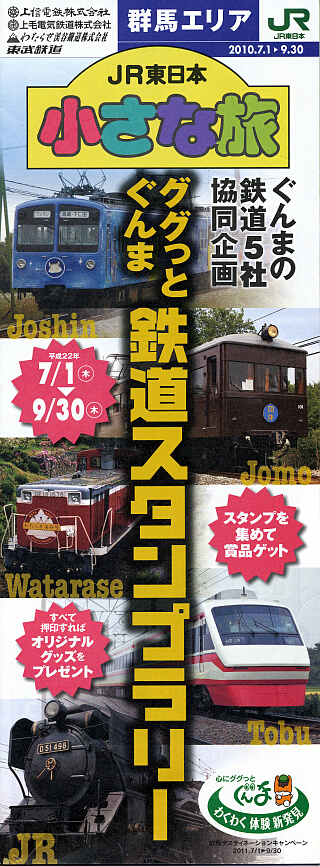 上信電鉄株式会社
上毛電気鉄道株式会社
わたらせ渓谷鐵道株式会社
東武鉄道
群馬エリア
2010.7.1▶9.30
JR
JR東日本
JR東日本
小さな旅
ぐんまの
鉄道5社
協同企画
ググっと
ぐんま
鉄道スタンプラリー
Joshin
平成22年
7/1(木)
9/30(木)
Jomo
スタンプを
集めて
賞品ゲット
Watarase
すべて
押印すれば
オリジナル
グッズを
プレゼント
Tobu
D51 498
JR
心にググっと
ぐんま
わくわく 体験 新発見
群馬デスティネーションキャンペーン
2011.7/1▶9/30